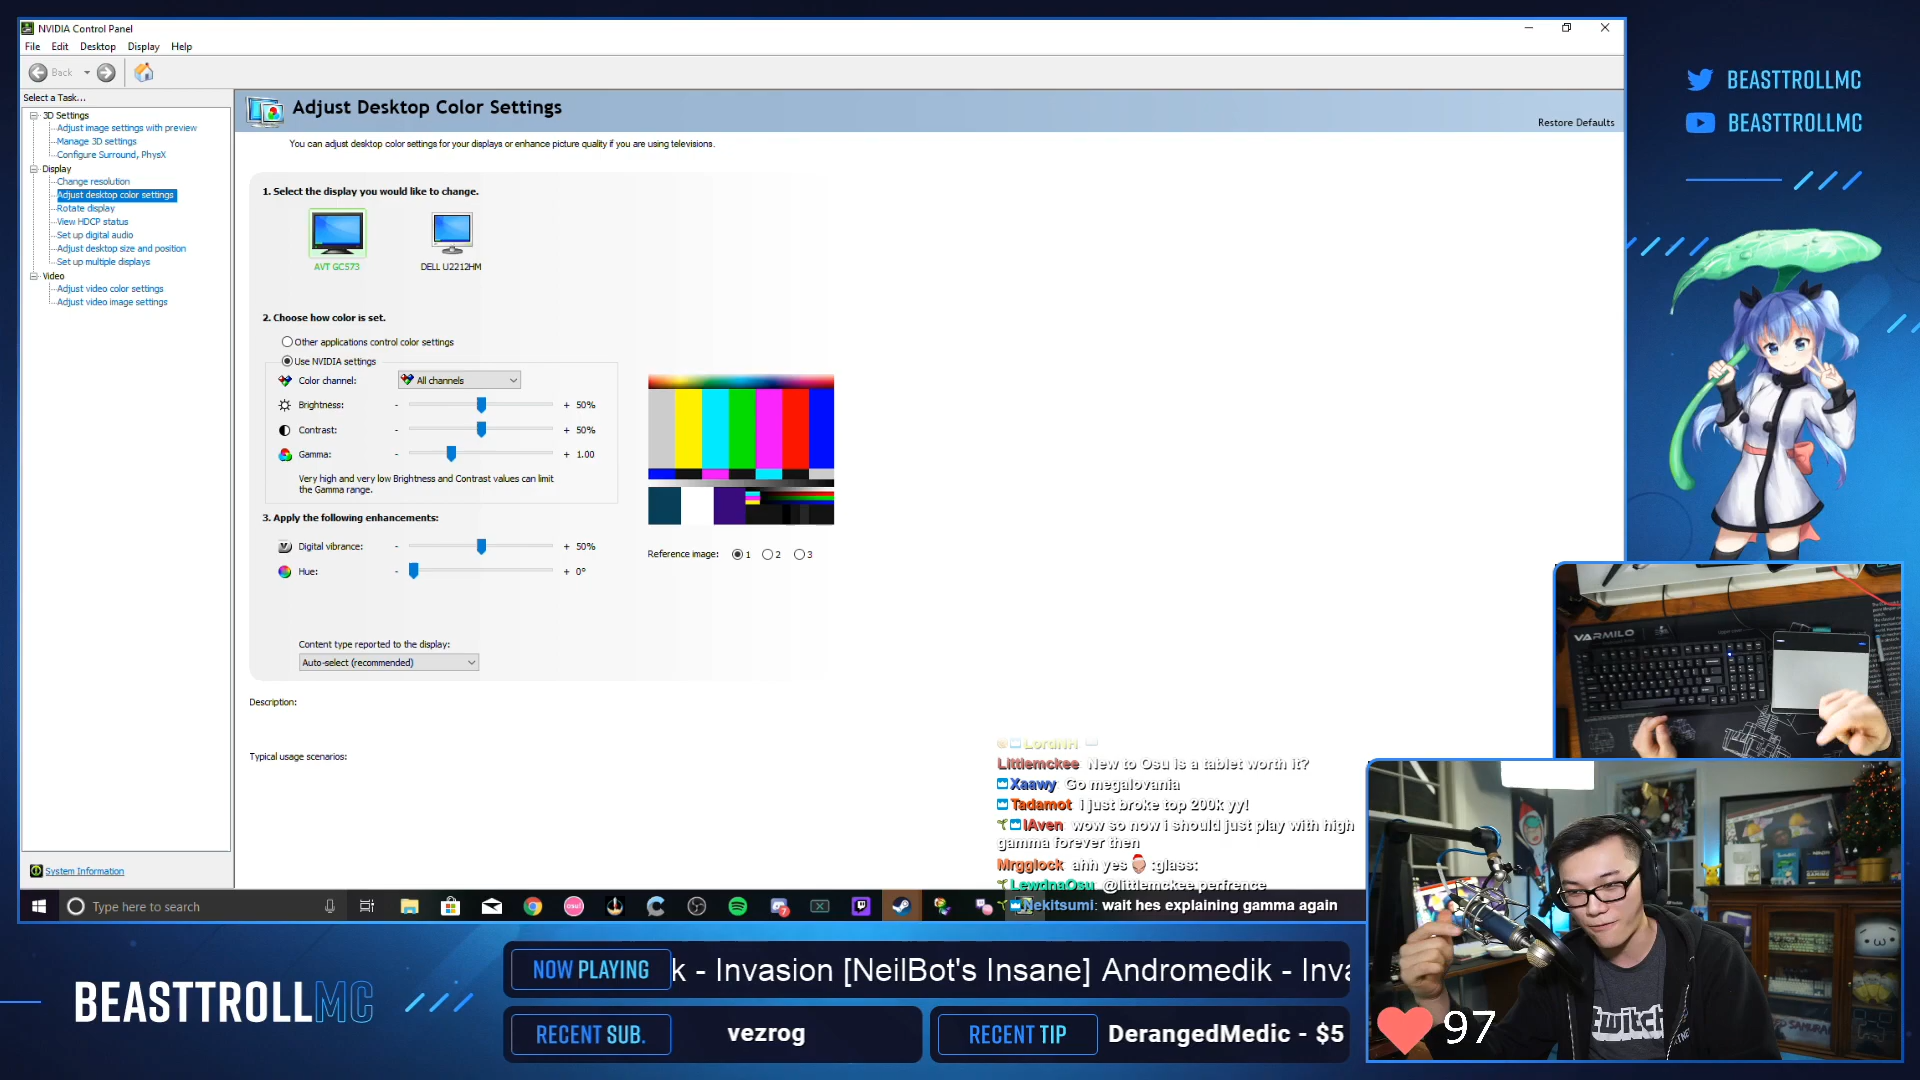 NVIDIA Control Panel
File Edit Desktop Display Help
Back
Select a Task...
3D Settings
Adjust image settings with preview
Manage 3D settings
Configure Surround, PhysX
Display
Change resolution
Adjust desktop color settings
Rotate display
View HDCP status
Set up digital audio
Adjust desktop size and position
Set up multiple displays
Video
Adjust video color settings
Adjust video image settings
System Information
Adjust Desktop Color Settings
Restore Defaults
You can adjust desktop color settings for your displays or enhance picture quality if you are using televisions.
1. Select the display you would like to change.
AVT GC573
DELL U2212HM
2. Choose how color is set.
Other applications control color settings
Use NVIDIA settings
Color channel: All channels
Brightness: - + 50%
Contrast: - + 50%
Gamma: - + 1.00
Very high and very low Brightness and Contrast values can limit
the Gamma range.
3. Apply the following enhancements:
Digital vibrance: - + 50%
Hue: - + 0°
Reference image: 1 2 3
Content type reported to the display:
Auto-select (recommended)
Description:
Typical usage scenarios:
LordNH
Littlemckee New to Osu is a tablet worth it?
Xaawy Go megalovania
Tadamot i just broke top 200k yy!
IAven wow so now i should just play with high
gamma forever then
Mrgglock ahh yes :glass:
LewdnaOsu @littlemckee perfrence
Nekitsumi: wait hes explaining gamma again
Type here to search
BEASTTROLLMC
BEASTTROLLMC
VARMILO
BEASTTROLLMC
NOW PLAYING k - Invasion [NeilBot's Insane] Andromedik - Inva
RECENT SUB. vezrog
RECENT TIP DerangedMedic - $5
97
twitch